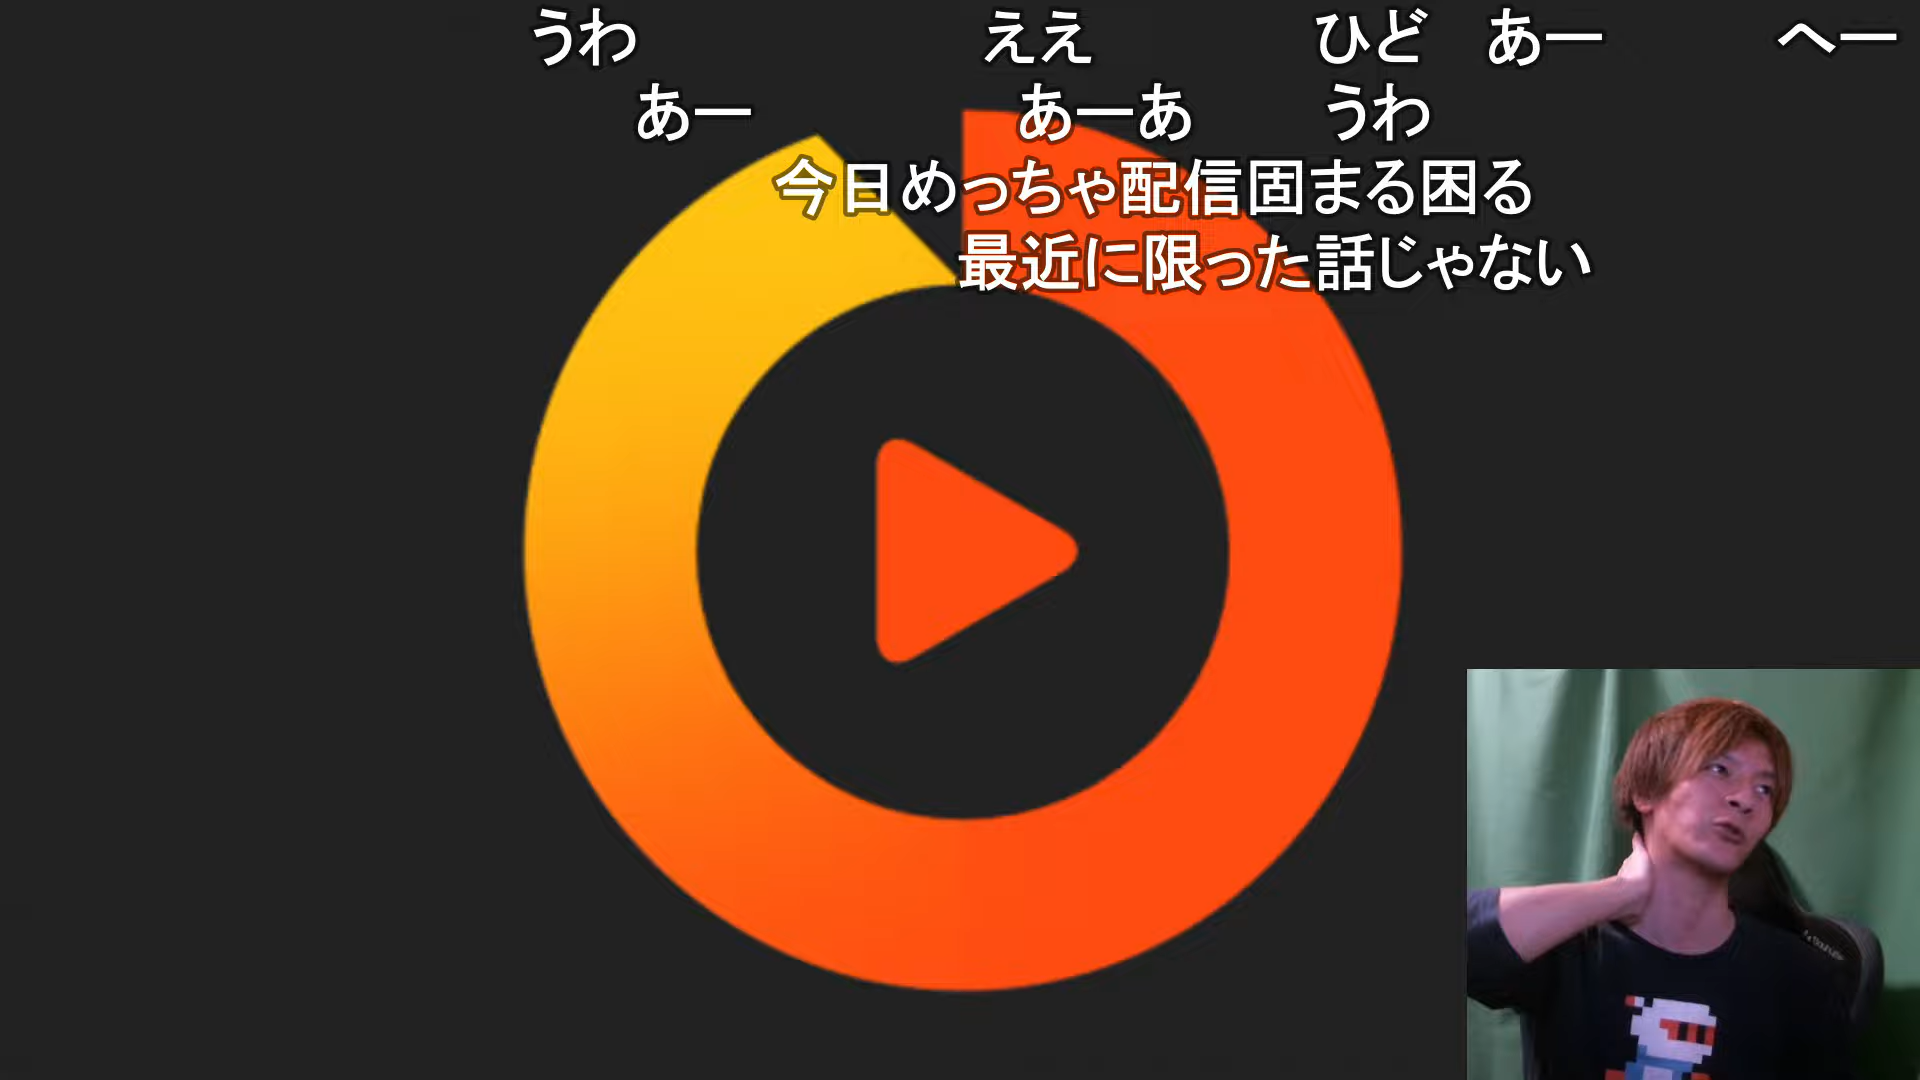 うわ ええ ひど あー へー
あー あーあ うわ
今日めっちゃ配信固まる困る
最近に限った話じゃない